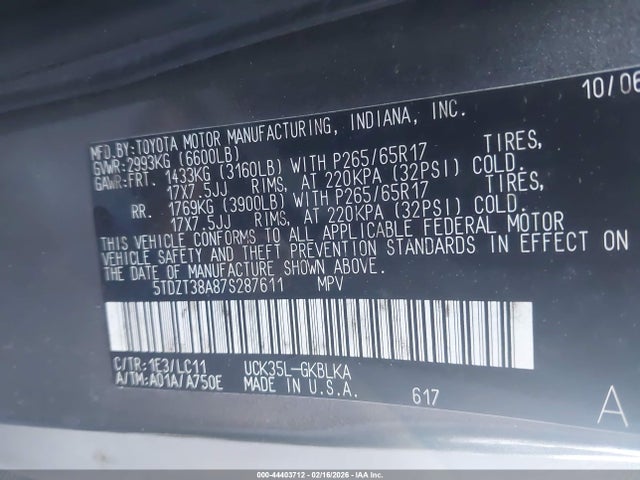 10/06
MFD.BY:TOYOTA MOTOR MANUFACTURING, INDIANA, INC.
GVWR:2993KG (6600LB)
GAWR:FRT. 1433KG (3160LB) WITH P265/65R17 TIRES,
17X7.5JJ RIMS, AT 220KPA (32PSI) COLD.
RR. 1769KG (3900LB) WITH P265/65R17 TIRES,
17X7.5JJ RIMS, AT 220KPA (32PSI) COLD.
THIS VEHICLE CONFORMS TO ALL APPLICABLE FEDERAL MOTOR
VEHICLE SAFETY AND THEFT PREVENTION STANDARDS IN EFFECT ON
THE DATE OF MANUFACTURE SHOWN ABOVE.
5TDZT38A87S287611 MPV
C/TR:1E3/LC11 UCK35L-GKBLKA
A/TM:A01A/A750E MADE IN U.S.A. 617
A
000-44403712 - 02/16/2026 - IAA Inc.